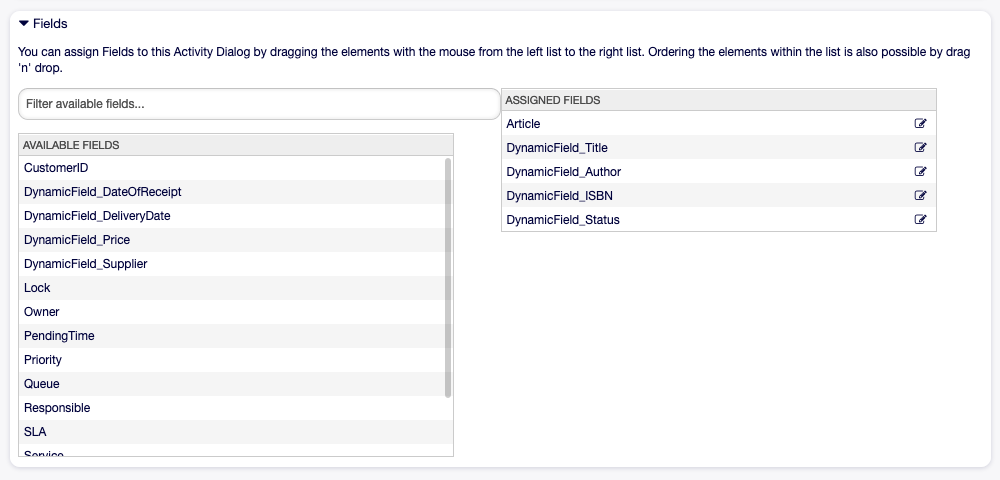 Fields
You can assign Fields to this Activity Dialog by dragging the elements with the mouse from the left list to the right list. Ordering the elements within the list is also possible by drag
'n' drop.
Filter available fields...
AVAILABLE FIELDS
CustomerID
DynamicField_DateOfReceipt
DynamicField_DeliveryDate
DynamicField_Price
DynamicField_Supplier
Lock
Owner
PendingTime
Priority
Queue
Responsible
SLA
Service
ASSIGNED FIELDS
Article
DynamicField_Title
DynamicField_Author
DynamicField_ISBN
DynamicField_Status